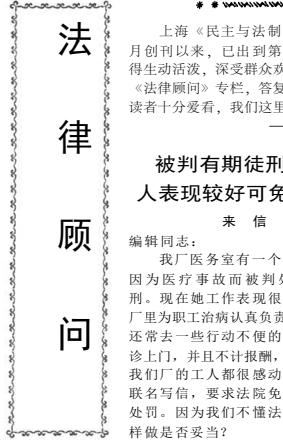 法
律
顾
问
上海《民主与法制
月创刊以来，已出到第
得生动活泼，深受群众欢
《法律顾问》专栏，答复
读者十分爱看，我们这里
被判有期徒刑
人表现较好可免
来 信
编辑同志：
我厂医务室有一个
因为医疗事故而被判处
刑。现在她工作表现很
厂里为职工治病认真负责
还常去一些行动不便的
诊上门，并且不计报酬，
我们厂的工人都很感动
联名写信，要求法院免
处罚。因为我们不懂法
样做是否妥当？